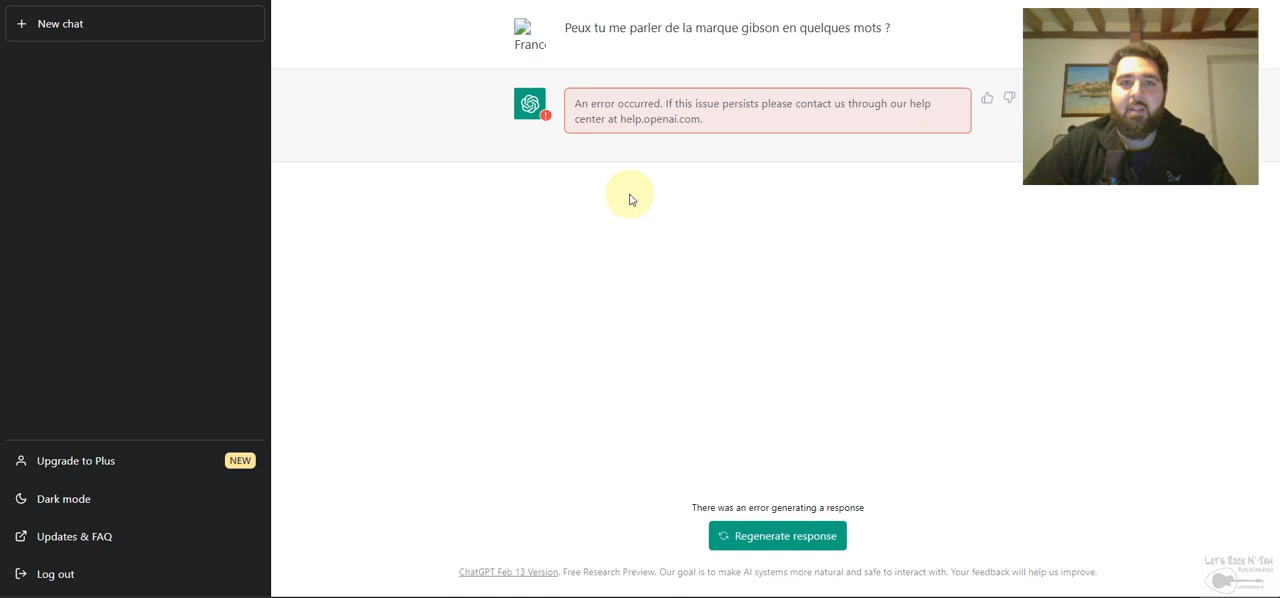 New chat
Peux tu me parler de la marque gibson en quelques mots ?
Franc
An error occurred. If this issue persists please contact us through our help
center at help.openai.com.
Upgrade to Plus NEW
Dark mode
Updates & FAQ
Log out
There was an error generating a response
Regenerate response
ChatGPT Feb 13 Version. Free Research Preview. Our goal is to make AI systems more natural and safe to interact with. Your feedback will help us improve.
LET'S ROCK N' JAM